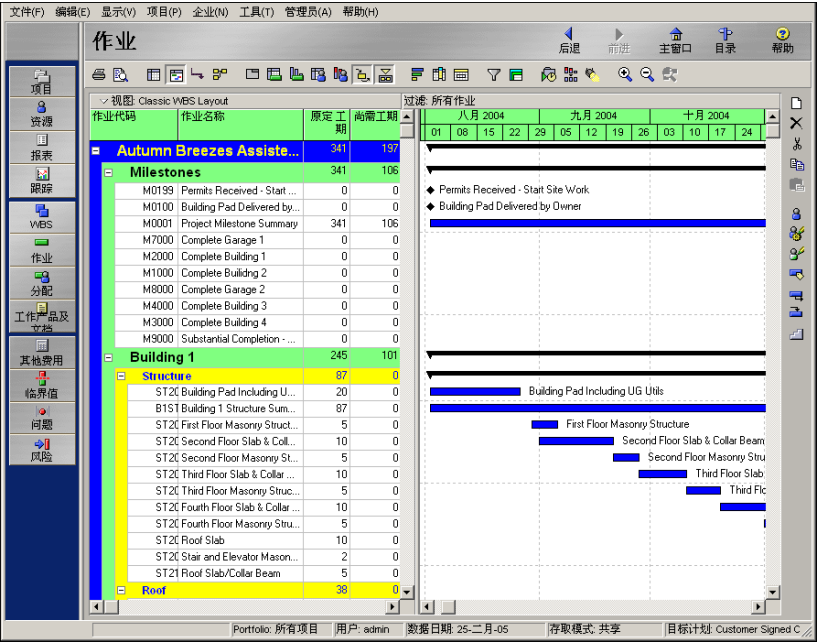 文件(F) 编辑(E) 显示(V) 项目(P) 企业(N) 工具(T) 管理员(A) 帮助(H)
作业
后退 前进 主窗口 目录 帮助
项目
资源
报表
跟踪
WBS
作业
分配
工作产品及
文档
其他费用
临界值
问题
风险
视图: Classic WBS Layout 过滤: 所有作业
作业代码 作业名称 原定工期 尚需工期
八月 2004 九月 2004 十月 2004
01 08 15 22 29 05 12 19 26 03 10 17 24
Autumn Breezes Assiste... 341 197
Milestones 341 106
M0199 Permits Received - Start ... 0 0 Permits Received - Start Site Work
M0100 Building Pad Delivered by... 0 0 Building Pad Delivered by Owner
M0001 Project Milestone Summary 341 106
M7000 Complete Garage 1 0 0
M2000 Complete Building 1 0 0
M1000 Complete Builidng 2 0 0
M8000 Complete Garage 2 0 0
M4000 Complete Building 3 0 0
M3000 Complete Building 4 0 0
M9000 Substantial Completion - ... 0 0
Building 1 245 101
Structure 87 0
ST20 Building Pad Including U... 20 0 Building Pad Including UG Utils
B1ST Building 1 Structure Sum... 87 0
ST20 First Floor Masonry Struct... 5 0 First Floor Masonry Structure
ST20 Second Floor Slab & Coll... 10 0 Second Floor Slab & Collar Beam
ST20 Second Floor Masonry St... 5 0 Second Floor Masonry Stru
ST20 Third Floor Slab & Collar ... 10 0 Third Floor Slab
ST20 Third Floor Masonry Struc... 5 0 Third Flo
ST20 Fourth Floor Slab & Collar ... 10 0
ST20 Fourth Floor Masonry Stru... 5 0
ST20 Roof Slab 10 0
ST20 Stair and Elevator Mason... 2 0
ST21 Roof Slab/Collar Beam 5 0
Roof 38 0
Portfolio: 所有项目 用户: admin 数据日期: 25-二月-05 存取模式: 共享 目标计划: Customer Signed C